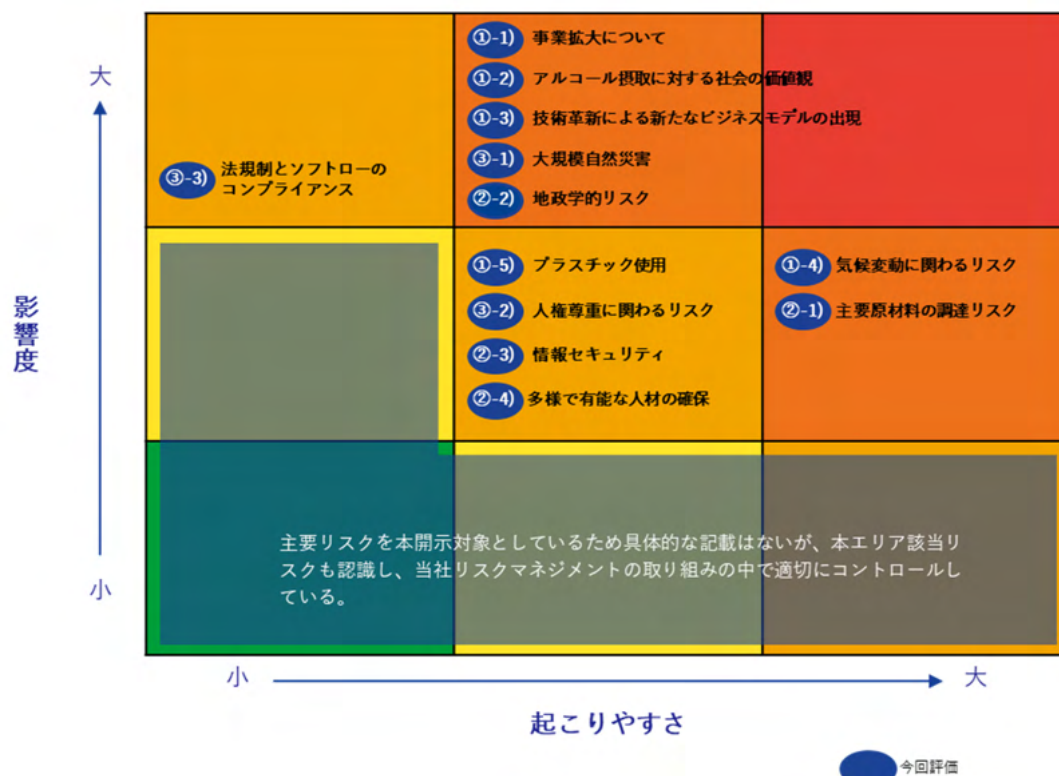 大
影響度
小
①-1) 事業拡大について
①-2) アルコール摂取に対する社会の価値観
①-3) 技術革新による新たなビジネスモデルの出現
③-1) 大規模自然災害
②-2) 地政学的リスク
③-3) 法規制とソフトローの
コンプライアンス
①-5) プラスチック使用
③-2) 人権尊重に関わるリスク
②-3) 情報セキュリティ
②-4) 多様で有能な人材の確保
①-4) 気候変動に関わるリスク
②-1) 主要原材料の調達リスク
主要リスクを本開示対象としているため具体的な記載はないが、本エリア該当リ
スクも認識し、当社リスクマネジメントの取り組みの中で適切にコントロールし
ている。
小
大
起こりやすさ
今回評価